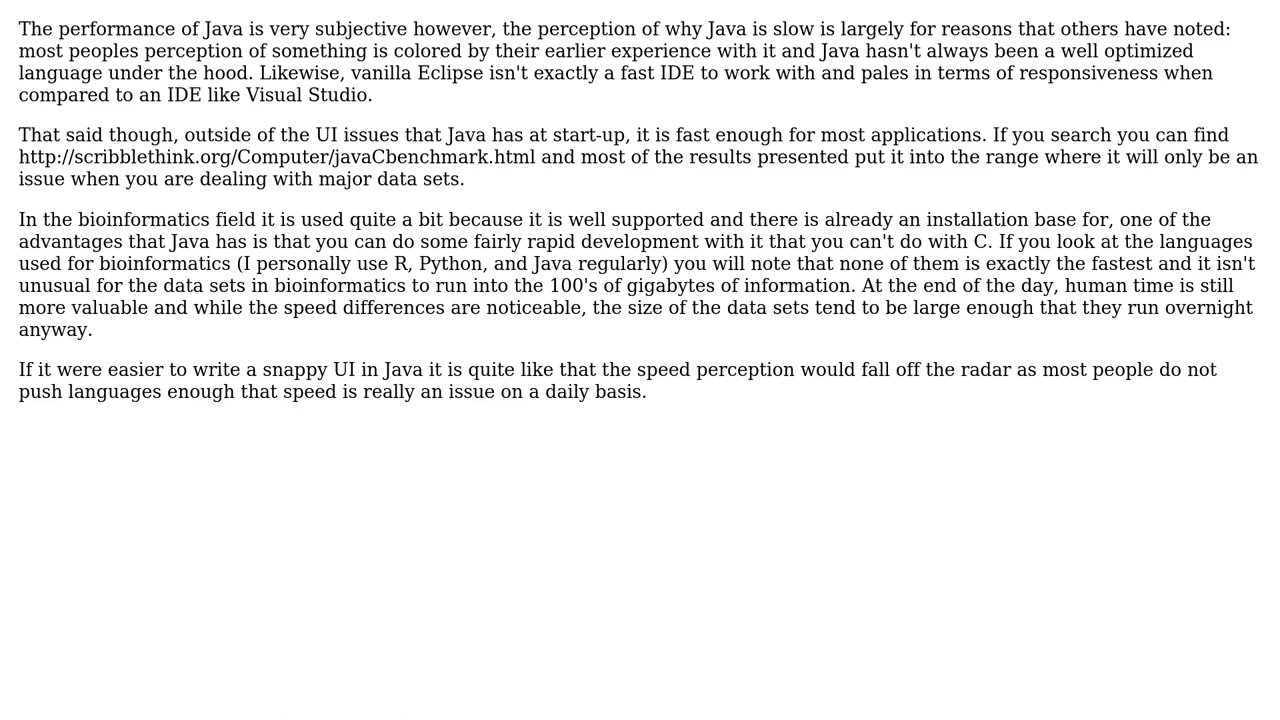 The performance of Java is very subjective however, the perception of why Java is slow is largely for reasons that others have noted:
most peoples perception of something is colored by their earlier experience with it and Java hasn't always been a well optimized
language under the hood. Likewise, vanilla Eclipse isn't exactly a fast IDE to work with and pales in terms of responsiveness when
compared to an IDE like Visual Studio.
That said though, outside of the UI issues that Java has at start-up, it is fast enough for most applications. If you search you can find
http://scribblethink.org/Computer/javaCbenchmark.html and most of the results presented put it into the range where it will only be an
issue when you are dealing with major data sets.
In the bioinformatics field it is used quite a bit because it is well supported and there is already an installation base for, one of the
advantages that Java has is that you can do some fairly rapid development with it that you can't do with C. If you look at the languages
used for bioinformatics (I personally use R, Python, and Java regularly) you will note that none of them is exactly the fastest and it isn't
unusual for the data sets in bioinformatics to run into the 100's of gigabytes of information. At the end of the day, human time is still
more valuable and while the speed differences are noticeable, the size of the data sets tend to be large enough that they run overnight
anyway.
If it were easier to write a snappy UI in Java it is quite like that the speed perception would fall off the radar as most people do not
push languages enough that speed is really an issue on a daily basis.